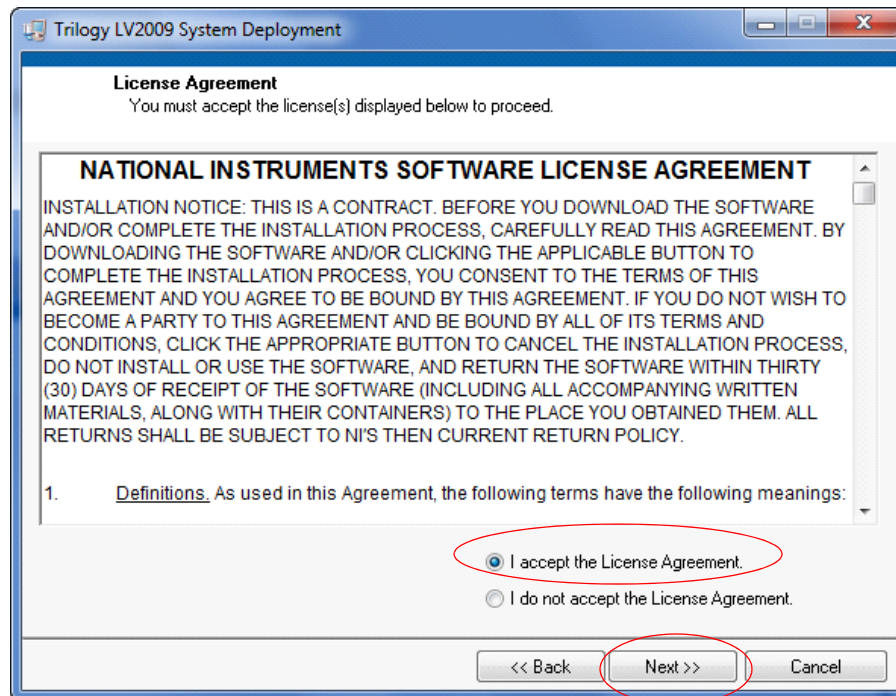 Trilogy LV2009 System Deployment
License Agreement
You must accept the license(s) displayed below to proceed.
NATIONAL INSTRUMENTS SOFTWARE LICENSE AGREEMENT
INSTALLATION NOTICE: THIS IS A CONTRACT. BEFORE YOU DOWNLOAD THE SOFTWARE
AND/OR COMPLETE THE INSTALLATION PROCESS, CAREFULLY READ THIS AGREEMENT. BY
DOWNLOADING THE SOFTWARE AND/OR CLICKING THE APPLICABLE BUTTON TO
COMPLETE THE INSTALLATION PROCESS, YOU CONSENT TO THE TERMS OF THIS
AGREEMENT AND YOU AGREE TO BE BOUND BY THIS AGREEMENT. IF YOU DO NOT WISH TO
BECOME A PARTY TO THIS AGREEMENT AND BE BOUND BY ALL OF ITS TERMS AND
CONDITIONS, CLICK THE APPROPRIATE BUTTON TO CANCEL THE INSTALLATION PROCESS,
DO NOT INSTALL OR USE THE SOFTWARE, AND RETURN THE SOFTWARE WITHIN THIRTY
(30) DAYS OF RECEIPT OF THE SOFTWARE (INCLUDING ALL ACCOMPANYING WRITTEN
MATERIALS, ALONG WITH THEIR CONTAINERS) TO THE PLACE YOU OBTAINED THEM. ALL
RETURNS SHALL BE SUBJECT TO NI'S THEN CURRENT RETURN POLICY.
1. Definitions. As used in this Agreement, the following terms have the following meanings:
I accept the License Agreement.
I do not accept the License Agreement.
<< Back Next >> Cancel